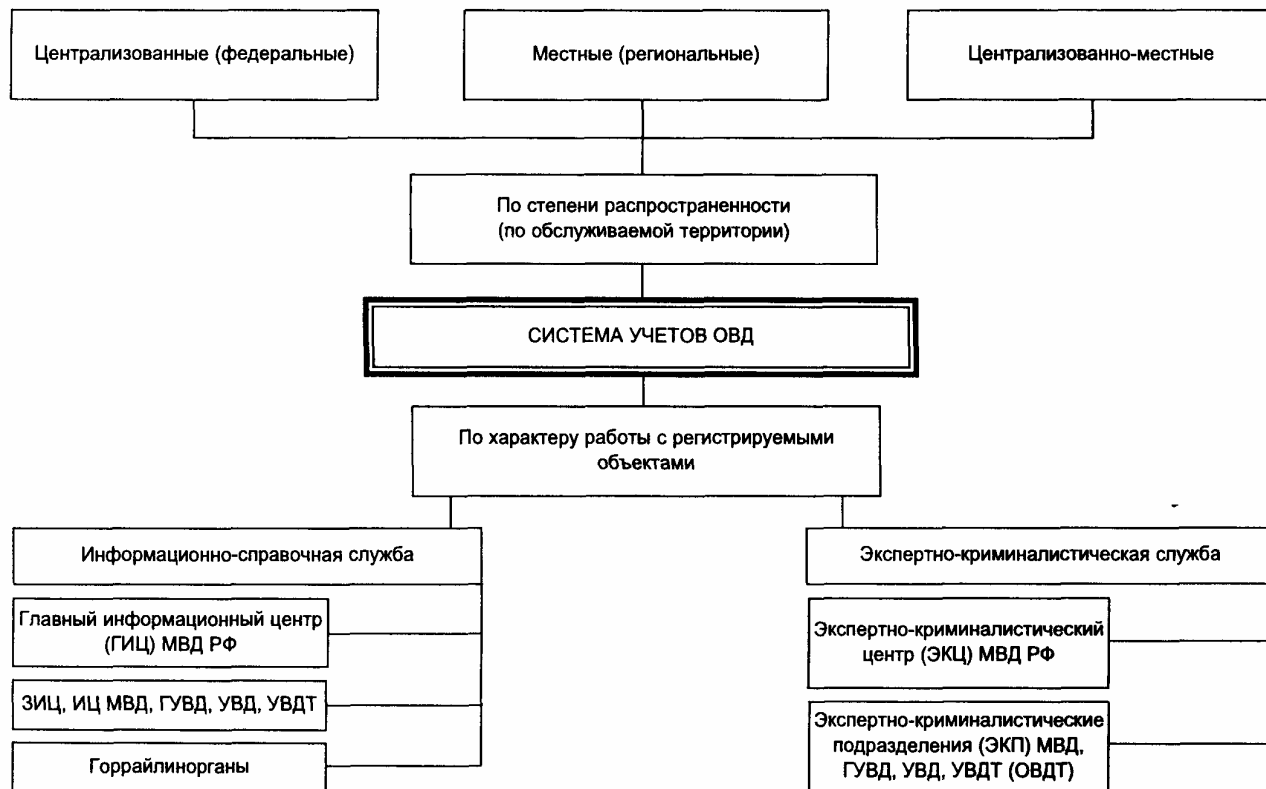 Централизованные (федеральные)
Местные (региональные)
Централизованно-местные
По степени распространенности
(по обслуживаемой территории)
СИСТЕМА УЧЕТОВ ОВД
По характеру работы с регистрируемыми
объектами
Информационно-справочная служба
Экспертно-криминалистическая служба
Главный информационный центр
(ГИЦ) МВД РФ
Экспертно-криминалистический
центр (ЭКЦ) МВД РФ
ЗИЦ, ИЦ МВД, ГУВД, УВД, УВДТ
Экспертно-криминалистические
подразделения (ЭКП) МВД,
ГУВД, УВД, УВДТ (ОВДТ)
Горрайлинорганы